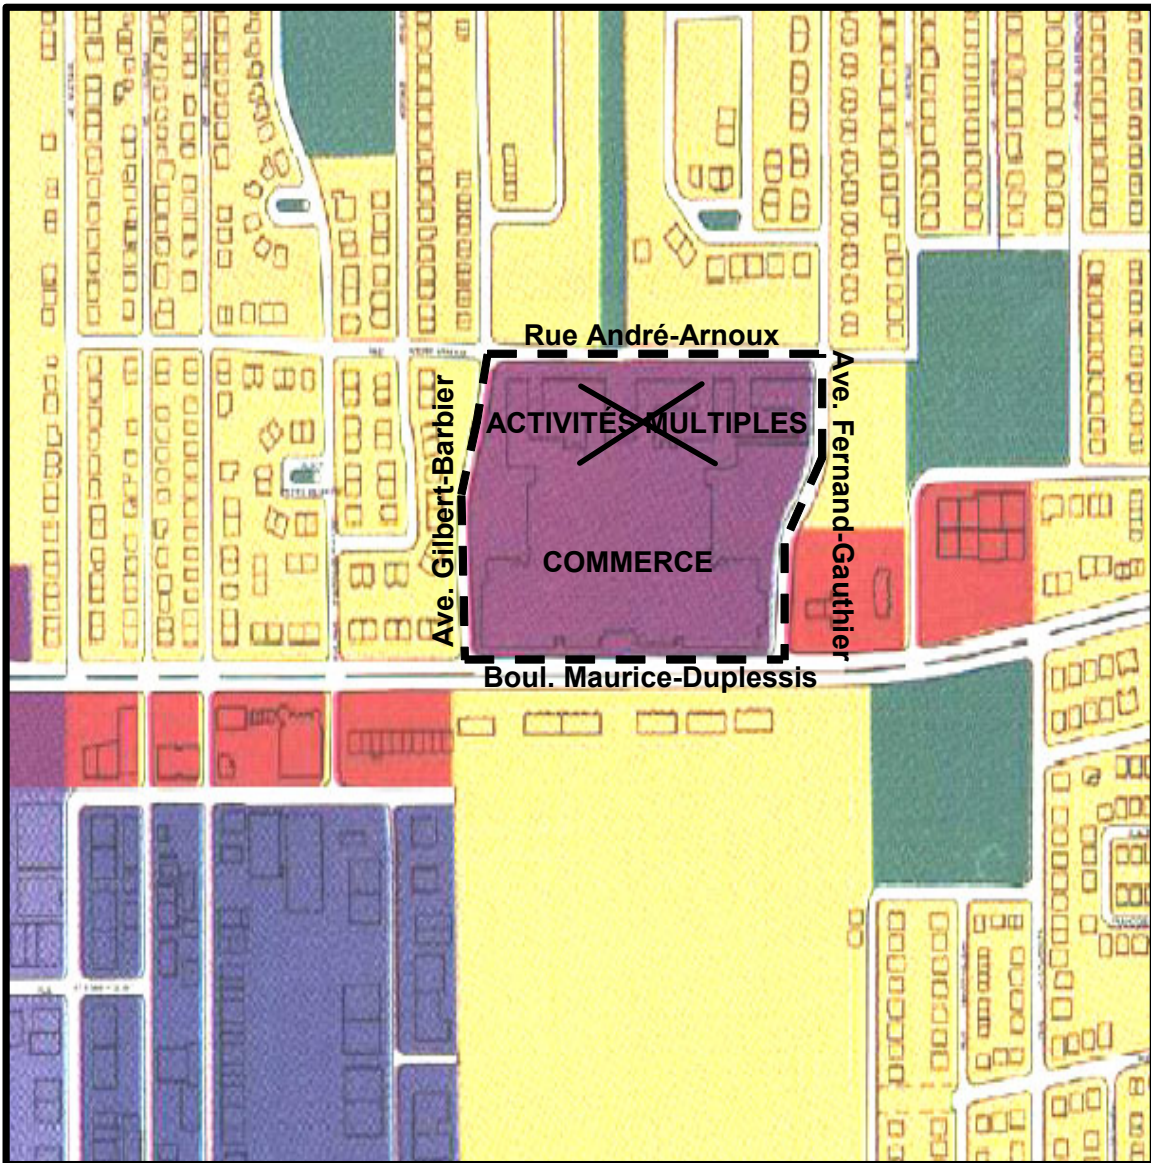 Rue André-Arnoux
Ave. Gilbert-Barbier
ACTIVITÉS MULTIPLES
Ave. Fernand-Gauthier
COMMERCE
Boul. Maurice-Duplessis